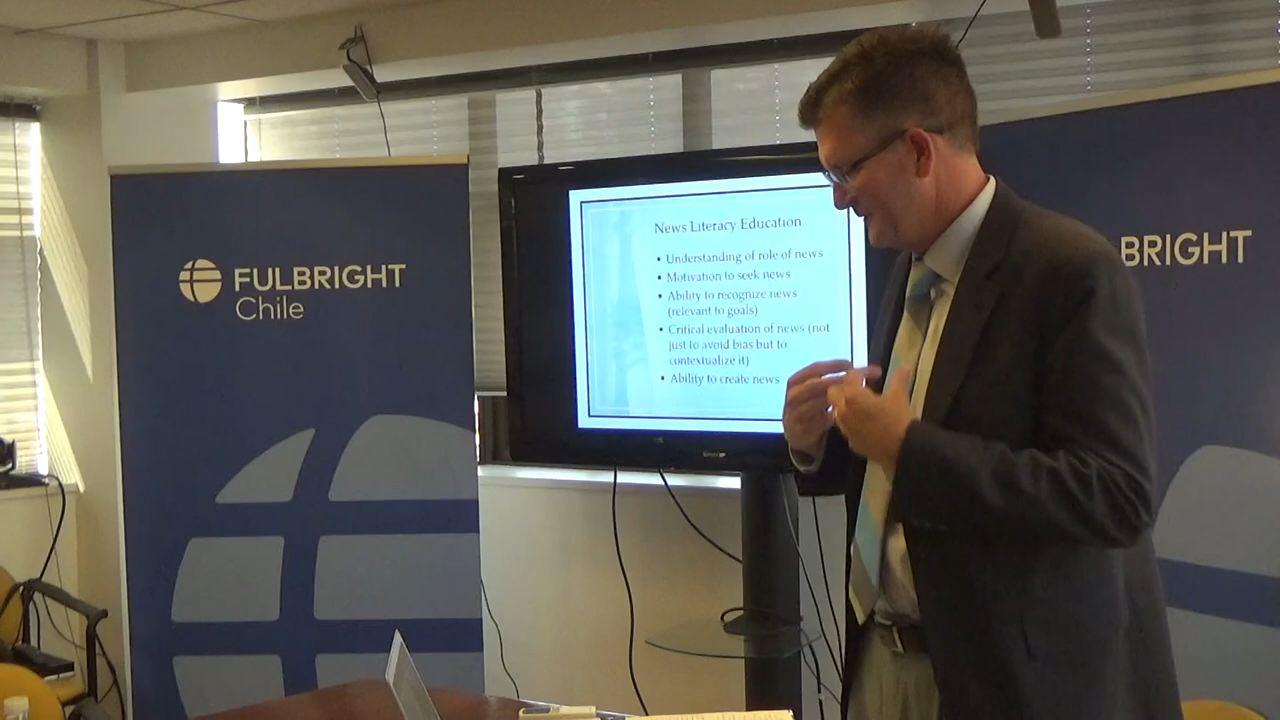 FULBRIGHT
Chile
News Literacy Education
• Understanding of role of news
• Motivation to seek news
• Ability to recognize news
(relevant to goals)
• Critical evaluation of news (not
just to avoid bias but to
contextualize it)
• Ability to create news
BRIGHT